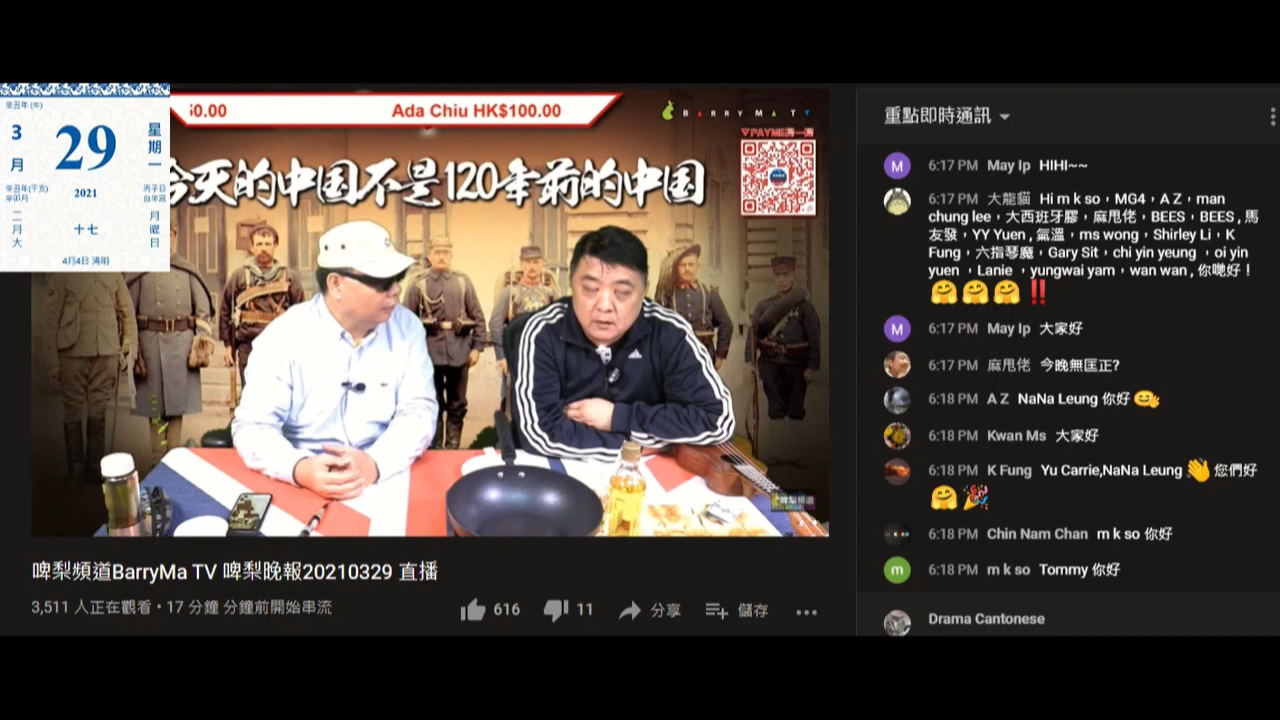 辛丑年 (牛)
3
月
29
星期一
辛丑年(干支)
辛卯月
2021
丙子日
白羊宮
二月大
十七
月曜日
4月4日 清明
50.00
Ada Chiu HK$100.00
BARRYMATV
今天的中国不是120年前的中国
啤梨頻道
啤梨頻道BarryMa TV 啤梨晚報20210329 直播
3,511 人正在觀看 • 17 分鐘 分鐘前開始串流
616
11
分享
儲存
重點即時通訊
6:17 PM May Ip HIHI~~
6:17 PM 大龍貓 Hi m k so，MG4，A Z，man
chung lee，大西班牙膠，麻甩佬，BEES，BEES , 馬
友發，YY Yuen , 氣溫，ms wong，Shirley Li，K
Fung，六指琴魔，Gary Sit，chi yin yeung ，oi yin
yuen ，Lanie ，yungwai yam，wan wan , 你哋好！
🤗🤗🤗‼️
6:17 PM May Ip 大家好
6:17 PM 麻甩佬 今晚無匡正?
6:18 PM A Z NaNa Leung 你好
6:18 PM Kwan Ms 大家好
6:18 PM K Fung Yu Carrie,NaNa Leung 👋 您們好
🤗 🎉
6:18 PM Chin Nam Chan m k so 你好
6:18 PM m k so Tommy 你好
Drama Cantonese